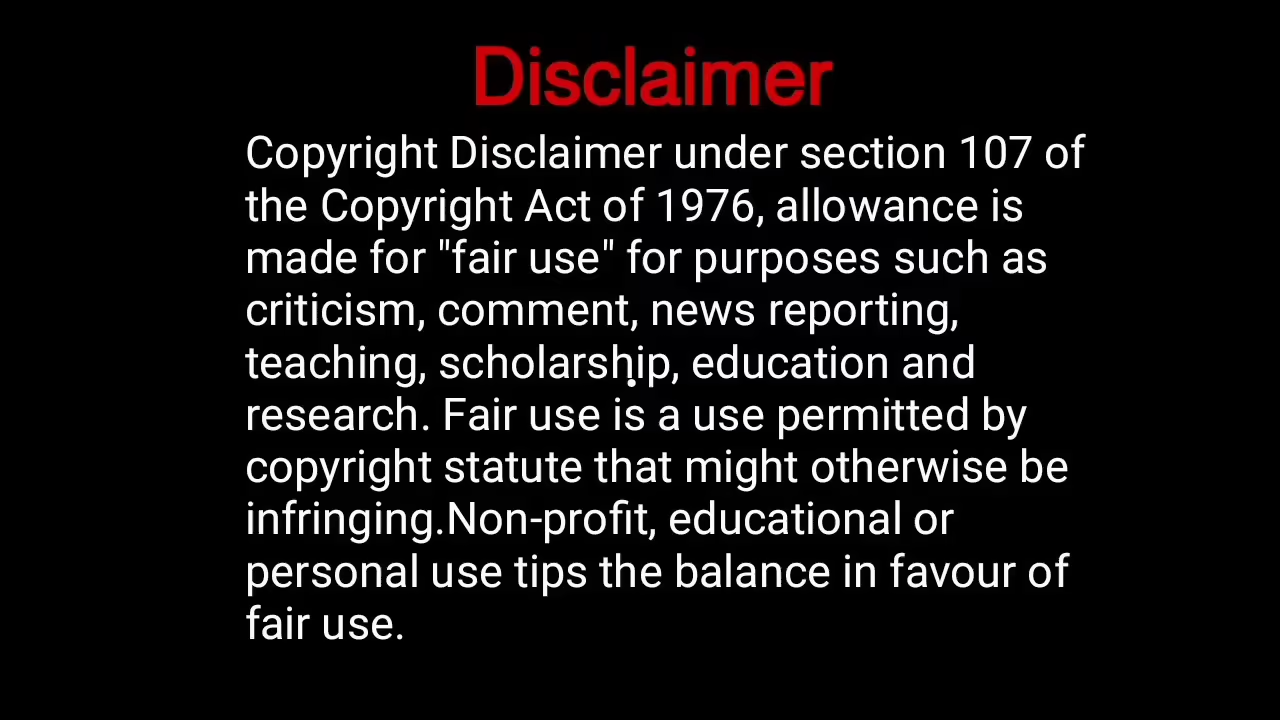 Disclaimer
Copyright Disclaimer under section 107 of
the Copyright Act of 1976, allowance is
made for "fair use" for purposes such as
criticism, comment, news reporting,
teaching, scholarship, education and
research. Fair use is a use permitted by
copyright statute that might otherwise be
infringing.Non-profit, educational or
personal use tips the balance in favour of
fair use.